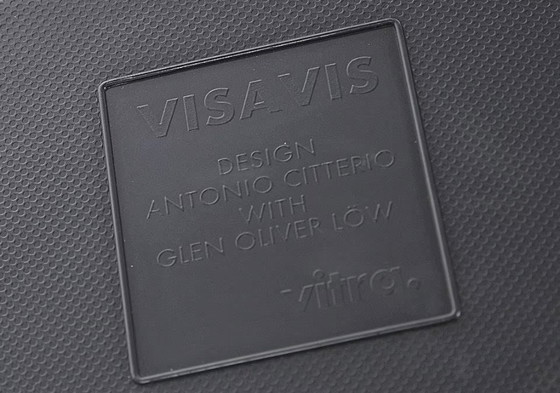 VISAVIS
DESIGN
ANTONIO CITTERIO
WITH
GLEN OLIVER LÖW
vitra.